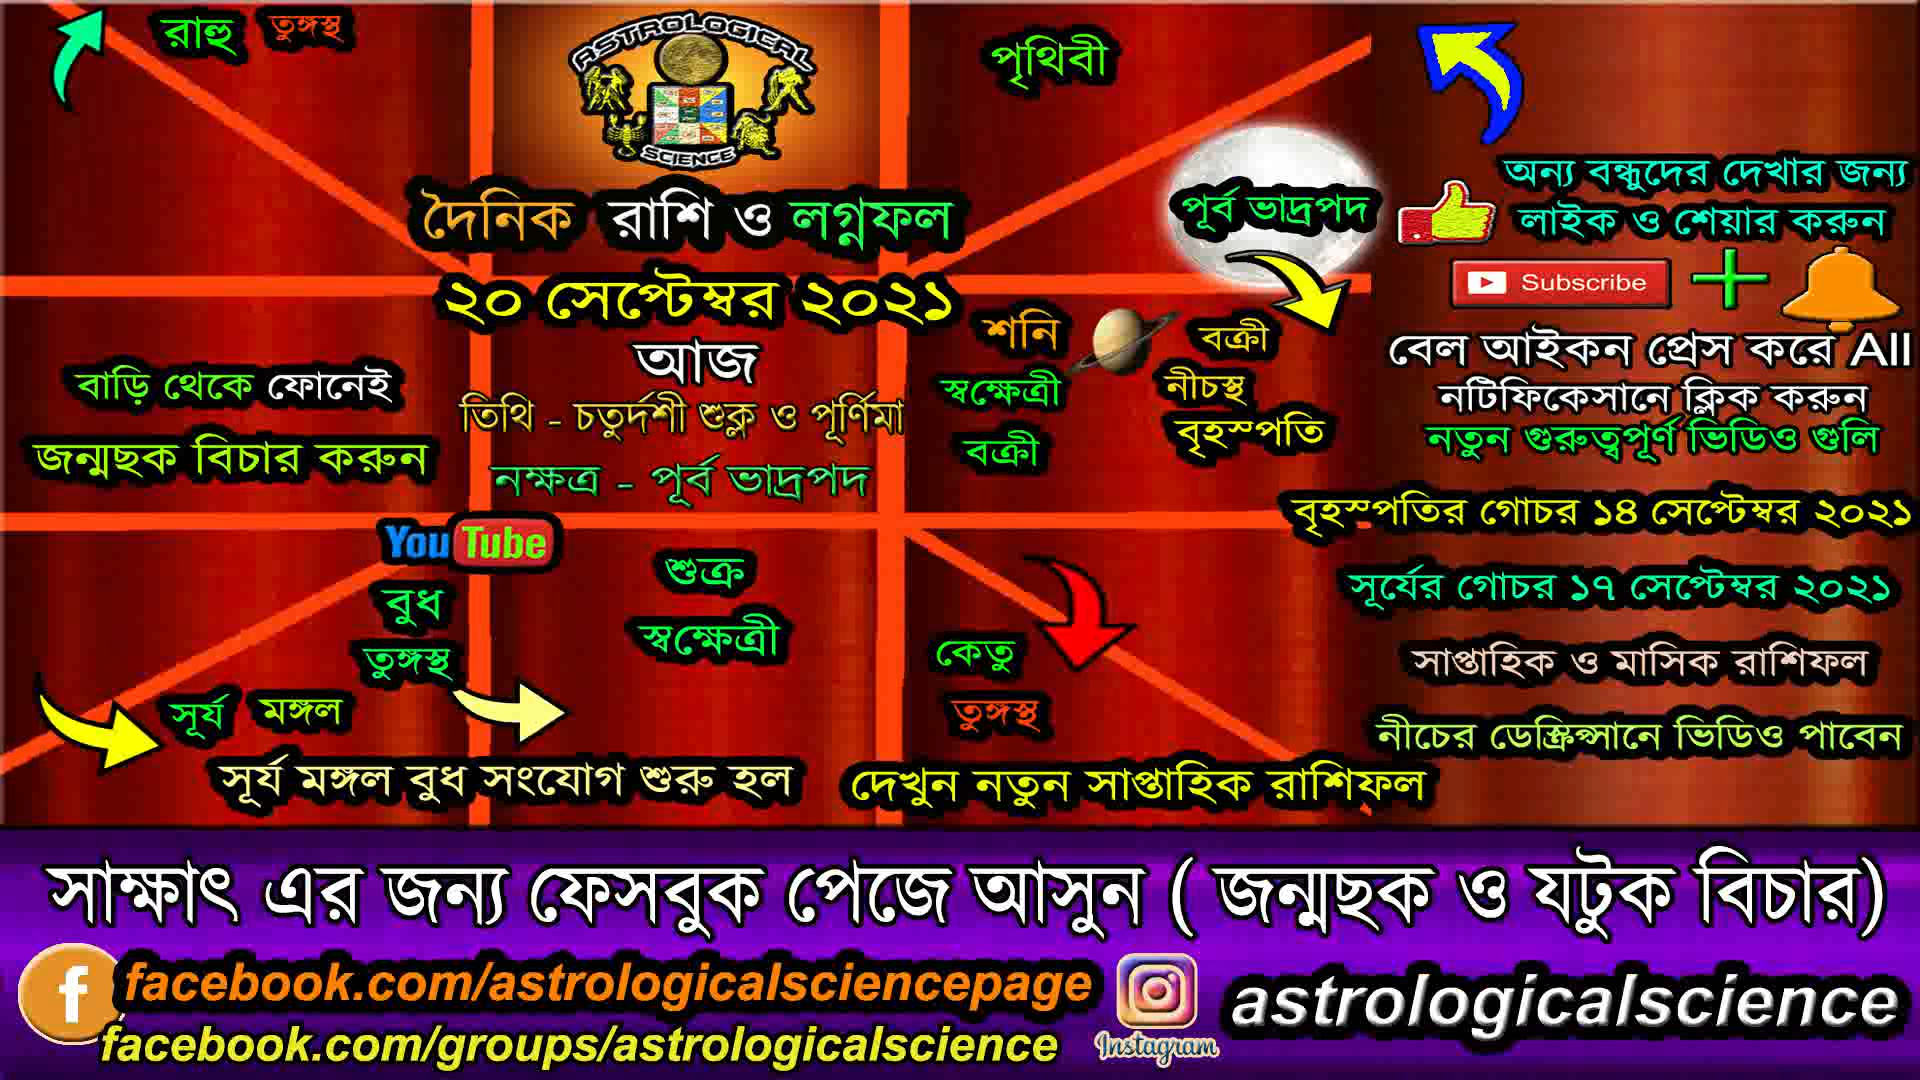 রাহু তুঙ্গস্থ
ASTROLOGICAL
SCIENCE
পৃথিবী
পূর্ব ভাদ্রপদ
অন্য বন্ধুদের দেখার জন্য
লাইক ও শেয়ার করুন
Subscribe
বেল আইকন প্রেস করে All
নটিফিকেসানে ক্লিক করুন
নতুন গুরুত্বপূর্ণ ভিডিও গুলি
বৃহস্পতির গোচর ১৪ সেপ্টেম্বর ২০২১
সূর্যের গোচর ১৭ সেপ্টেম্বর ২০২১
সাপ্তাহিক ও মাসিক রাশিফল
নীচের ডেস্ক্রিপ্সানে ভিডিও পাবেন
দৈনিক রাশি ও লগ্নফল
২০ সেপ্টেম্বর ২০২১
আজ
তিথি - চতুর্দশী শুক্ল ও পূর্ণিমা
নক্ষত্র - পূর্ব ভাদ্রপদ
শনি
স্বক্ষেত্রী
বক্রী
বক্রী
নীচস্থ
বৃহস্পতি
বাড়ি থেকে ফোনেই
জন্মছক বিচার করুন
YouTube
বুধ
তুঙ্গস্থ
সূর্য মঙ্গল
শুক্র
স্বক্ষেত্রী
কেতু
তুঙ্গস্থ
সূর্য মঙ্গল বুধ সংযোগ শুরু হল
দেখুন নতুন সাপ্তাহিক রাশিফল
সাক্ষাৎ এর জন্য ফেসবুক পেজে আসুন ( জন্মছক ও যটুক বিচার)
facebook.com/astrologicalsciencepage
facebook.com/groups/astrologicalscience
Instagram
astrologicalscience